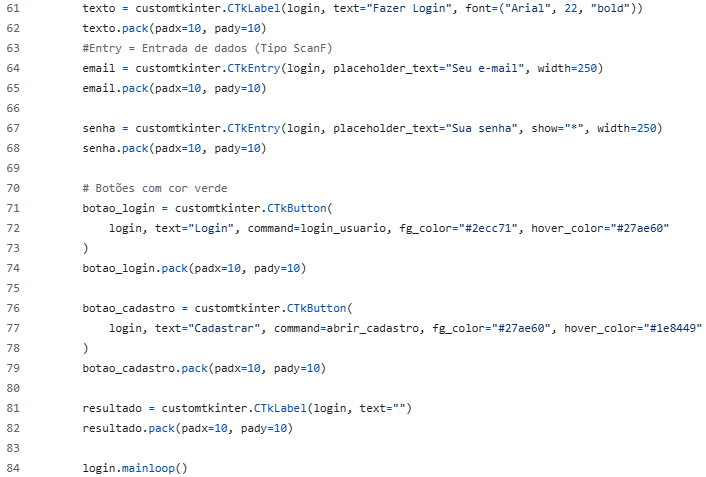 61 texto = customtkinter.CTkLabel(login, text="Fazer Login", font=("Arial", 22, "bold"))
62 texto.pack(padx=10, pady=10)
63 #Entry = Entrada de dados (Tipo ScanF)
64 email = customtkinter.CTkEntry(login, placeholder_text="Seu e-mail", width=250)
65 email.pack(padx=10, pady=10)
66
67 senha = customtkinter.CTkEntry(login, placeholder_text="Sua senha", show="*", width=250)
68 senha.pack(padx=10, pady=10)
69
70 # Botões com cor verde
71 botao_login = customtkinter.CTkButton(
72 login, text="Login", command=login_usuario, fg_color="#2ecc71", hover_color="#27ae60"
73 )
74 botao_login.pack(padx=10, pady=10)
75
76 botao_cadastro = customtkinter.CTkButton(
77 login, text="Cadastrar", command=abrir_cadastro, fg_color="#27ae60", hover_color="#1e8449"
78 )
79 botao_cadastro.pack(padx=10, pady=10)
80
81 resultado = customtkinter.CTkLabel(login, text="")
82 resultado.pack(padx=10, pady=10)
83
84 login.mainloop()